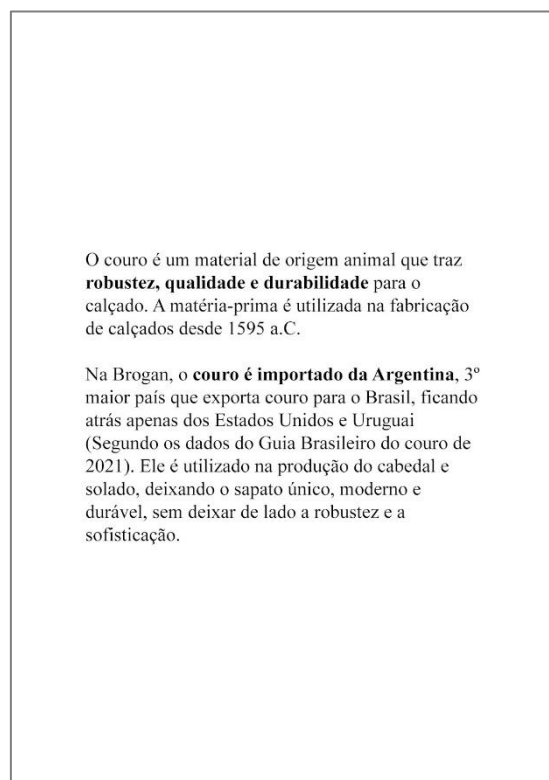 O couro é um material de origem animal que traz
robustez, qualidade e durabilidade para o
calçado. A matéria-prima é utilizada na fabricação
de calçados desde 1595 a.C.
Na Brogan, o couro é importado da Argentina, 3º
maior país que exporta couro para o Brasil, ficando
atrás apenas dos Estados Unidos e Uruguai
(Segundo os dados do Guia Brasileiro do couro de
2021). Ele é utilizado na produção do cabedal e
solado, deixando o sapato único, moderno e
durável, sem deixar de lado a robustez e a
sofisticação.